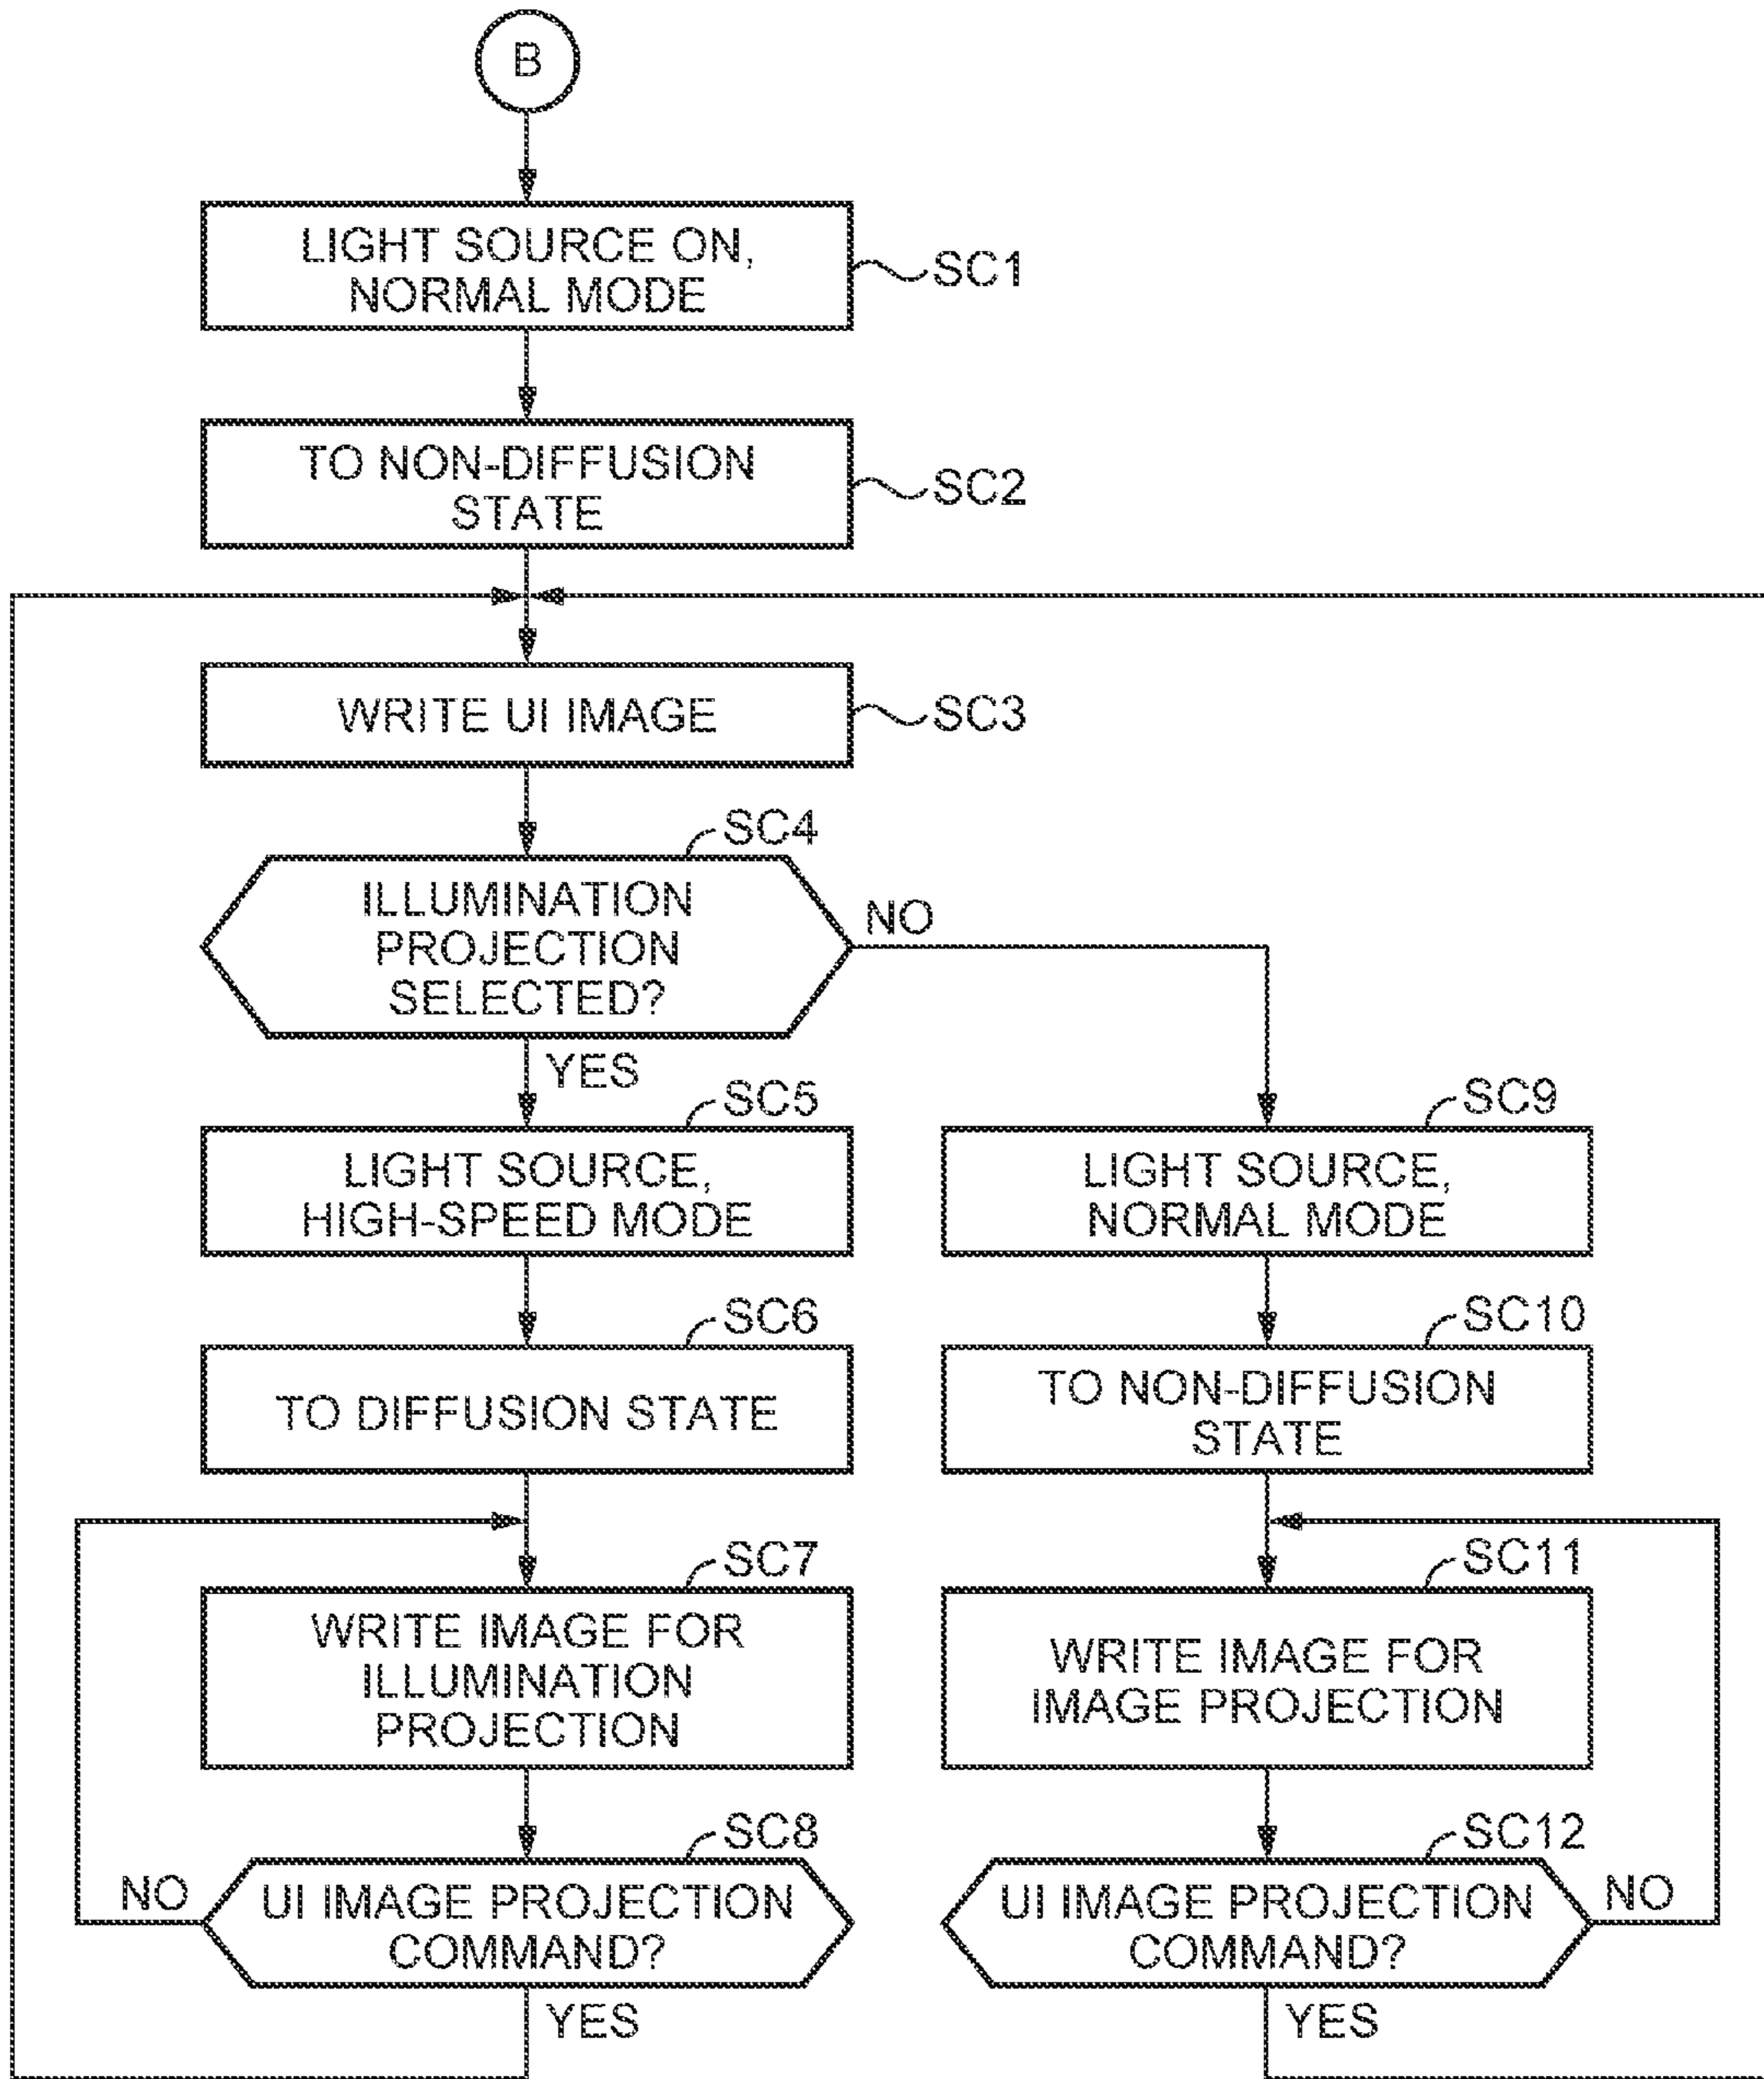 B
LIGHT SOURCE ON,
NORMAL MODE
SC1
TO NON-DIFFUSION
STATE
SC2
WRITE UI IMAGE
SC3
SC4
ILLUMINATION
PROJECTION
SELECTED?
NO
YES
SC5
LIGHT SOURCE,
HIGH-SPEED MODE
SC6
TO DIFFUSION STATE
SC7
WRITE IMAGE FOR
ILLUMINATION
PROJECTION
SC8
UI IMAGE PROJECTION
COMMAND?
NO
YES
SC9
LIGHT SOURCE,
NORMAL MODE
SC10
TO NON-DIFFUSION
STATE
SC11
WRITE IMAGE FOR
IMAGE PROJECTION
SC12
UI IMAGE PROJECTION
COMMAND?
NO
YES